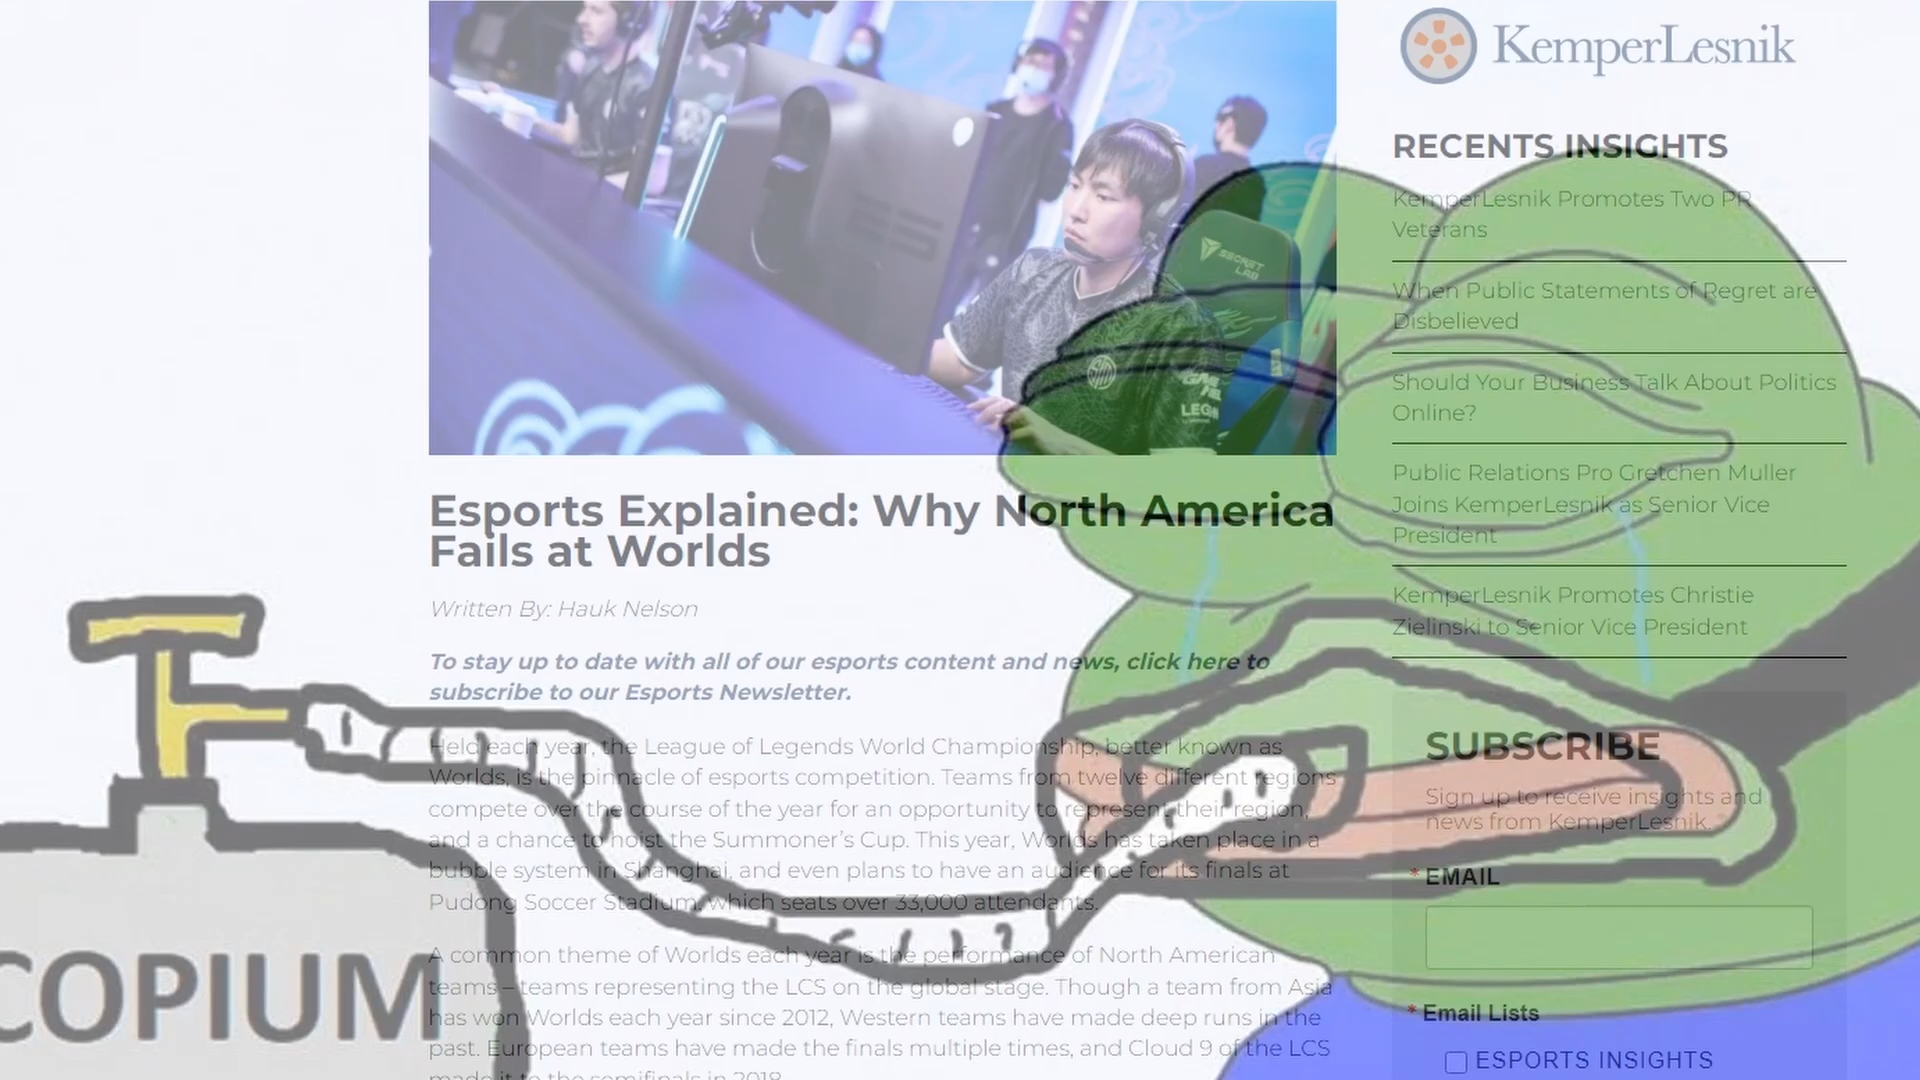 KemperLesnik
SECRET
LAB
Esports Explained: Why North America
Fails at Worlds
Written By: Hauk Nelson
To stay up to date with all of our esports content and news, click here to
subscribe to our Esports Newsletter.
Held each year, the League of Legends World Championship, better known as
Worlds, is the pinnacle of esports competition. Teams from twelve different regions
compete over the course of the year for an opportunity to represent their region,
and a chance to hoist the Summoner's Cup. This year, Worlds has taken place in a
bubble system in Shanghai, and even plans to have an audience for its finals at
Pudong Soccer Stadium, which seats over 33,000 attendants.
A common theme of Worlds each year is the performance of North American
teams – teams representing the LCS on the global stage. Though a team from Asia
has won Worlds each year since 2012, Western teams have made deep runs in the
past. European teams have made the finals multiple times, and Cloud 9 of the LCS
made it to the semifinals in 2018.
RECENTS INSIGHTS
KemperLesnik Promotes Two PR
Veterans
When Public Statements of Regret are
Disbelieved
Should Your Business Talk About Politics
Online?
Public Relations Pro Gretchen Muller
Joins KemperLesnik as Senior Vice
President
KemperLesnik Promotes Christie
Zielinski to Senior Vice President
SUBSCRIBE
Sign up to receive insights and
news from KemperLesnik.
* EMAIL
* Email Lists
ESPORTS INSIGHTS
COPIUM